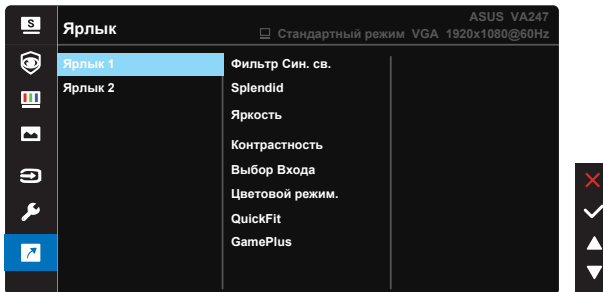 S
Ярлык
ASUS VA247
Стандартный режим VGA 1920x1080@60Hz
Ярлык 1
Ярлык 2
Фильтр Син. св.
Splendid
Яркость
Контрастность
Выбор Входа
Цветовой режим.
QuickFit
GamePlus